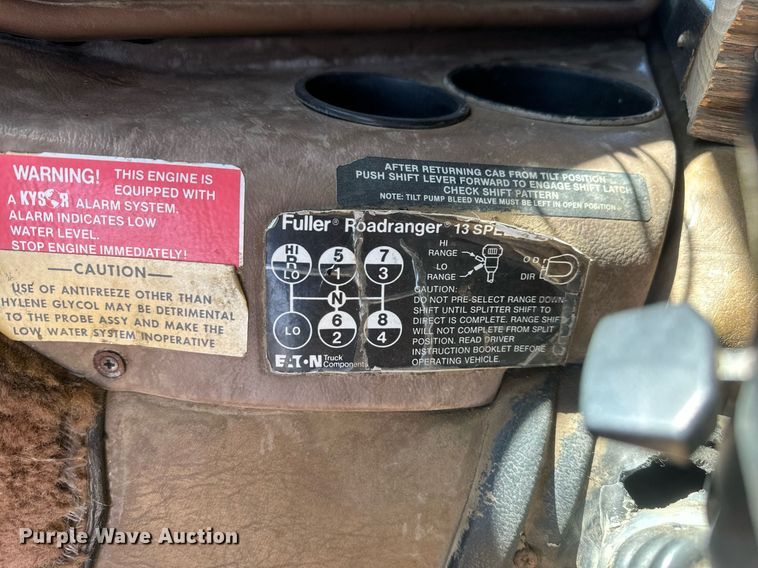 WARNING! THIS ENGINE IS
EQUIPPED WITH
A KYSOR ALARM SYSTEM.
ALARM INDICATES LOW
WATER LEVEL.
STOP ENGINE IMMEDIATELY!
CAUTION
USE OF ANTIFREEZE OTHER THAN
HYLENE GLYCOL MAY BE DETRIMENTAL
TO THE PROBE ASSY AND MAKE THE
LOW WATER SYSTEM INOPERATIVE
AFTER RETURNING CAB FROM TILT POSITION
PUSH SHIFT LEVER FORWARD TO ENGAGE SHIFT LATCH
CHECK SHIFT PATTERN
NOTE: TILT PUMP BLEED VALVE MUST BE LEFT IN OPEN POSITION
Fuller® Roadranger® 13 SPE
HI
R
LO
5
1
7
3
N
LO
6
2
8
4
HI
RANGE
LO
RANGE
DIR
CAUTION:
DO NOT PRE-SELECT RANGE DOWN-
SHIFT UNTIL SPLITTER SHIFT TO
DIRECT IS COMPLETE. RANGE SHIF
WILL NOT COMPLETE FROM SPLIT
POSITION. READ DRIVER
INSTRUCTION BOOKLET BEFORE
OPERATING VEHICLE.
EATON Truck
Components
Purple Wave Auction